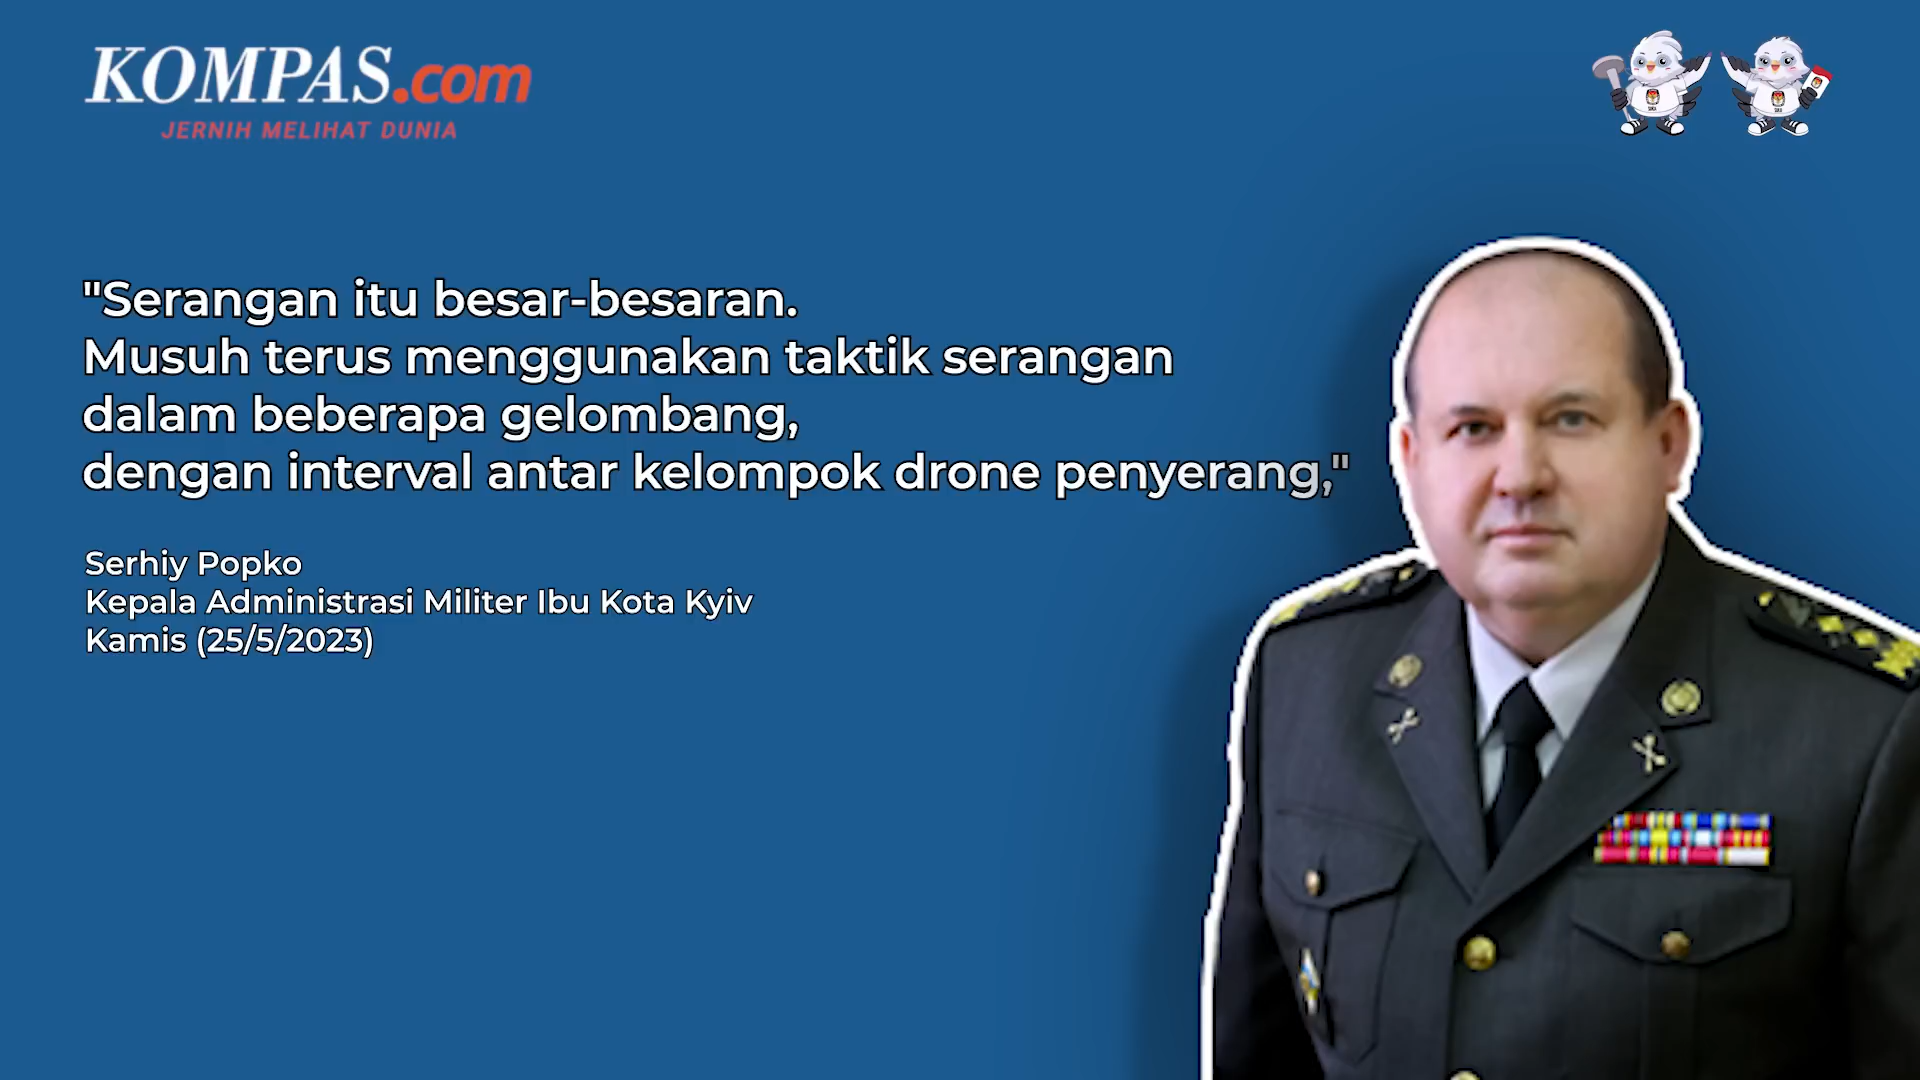 KOMPAS.com
JERNIH MELIHAT DUNIA
"Serangan itu besar-besaran.
Musuh terus menggunakan taktik serangan
dalam beberapa gelombang,
dengan interval antar kelompok drone penyerang,"
Serhiy Popko
Kepala Administrasi Militer Ibu Kota Kyiv
Kamis (25/5/2023)